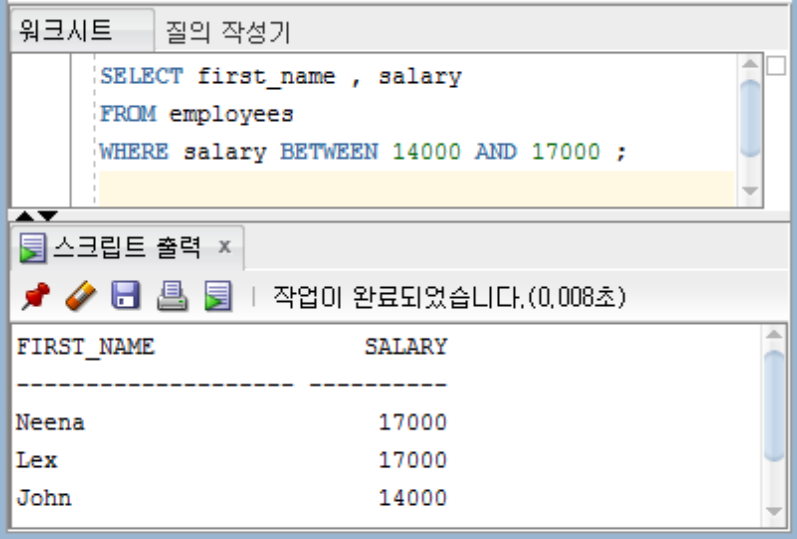 워크시트 질의 작성기
SELECT first_name , salary
FROM employees
WHERE salary BETWEEN 14000 AND 17000 ;
스크립트 출력 x
작업이 완료되었습니다.(0,008초)
FIRST_NAME SALARY
-------------------- ----------
Neena 17000
Lex 17000
John 14000